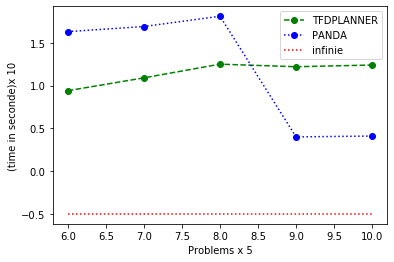 TFDPLANNER
PANDA
infinie
1.5
1.0
0.5
0.0
−0.5
(time in seconde)x 10
6.0 6.5 7.0 7.5 8.0 8.5 9.0 9.5 10.0
Problems x 5